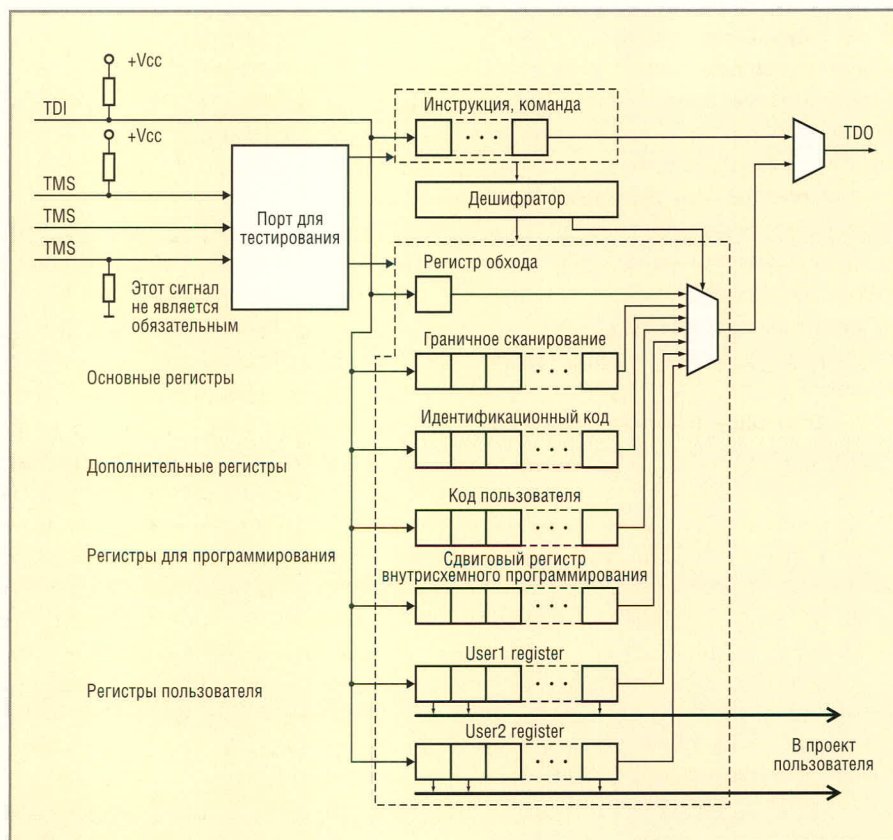 +Vcc
TDI
+Vcc
TMS
TMS
TMS
Порт для
тестирования
Этот сигнал
не является
обязательным
Инструкция, команда
TDO
Дешифратор
Регистр обхода
Граничное сканирование
Основные регистры
Идентификационный код
Дополнительные регистры
Код пользователя
Регистры для программирования
Сдвиговый регистр
внутрисхемного программирования
User1 register
Регистры пользователя
User2 register
В проект
пользователя